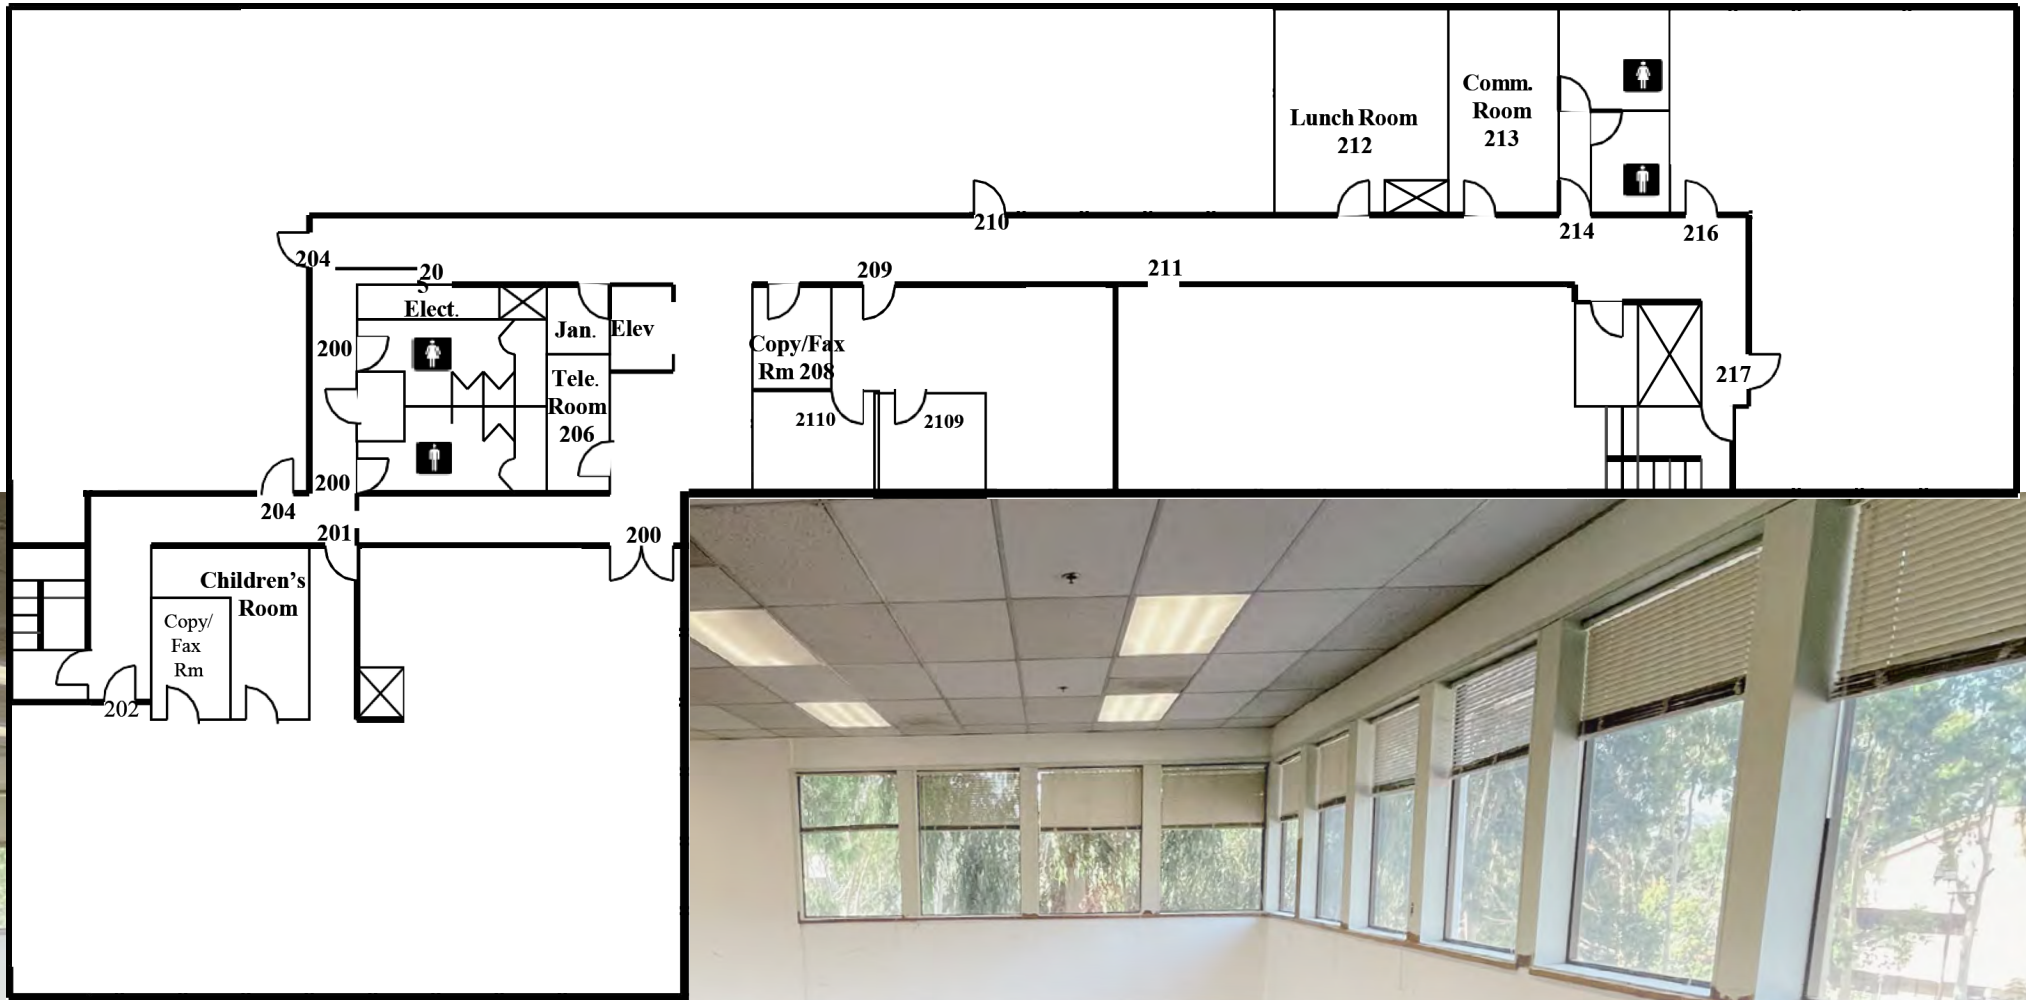 Comm.
Room
213
Lunch Room
212
210
214
216
204
20
5
209
211
Elect.
Jan.
Elev
200
Copy/Fax
Rm 208
217
Tele.
Room
206
2110
2109
200
204
201
200
Children's
Room
Copy/
Fax
Rm
202